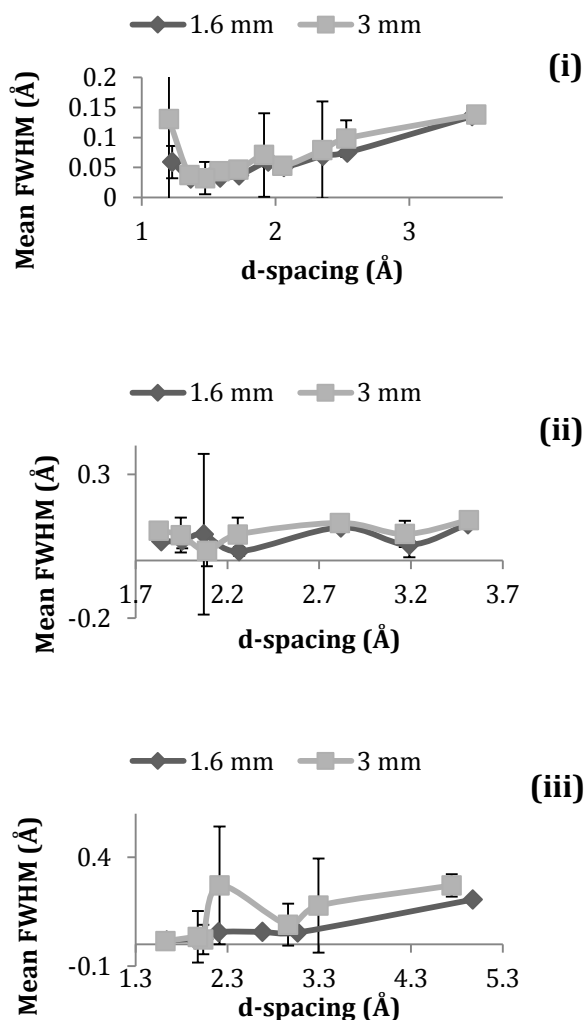 1.6 mm 3 mm
(i)
Mean FWHM (Å)
0.2
0.15
0.1
0.05
0
1 2 3
d-spacing (Å)
1.6 mm 3 mm
(ii)
Mean FWHM (Å)
0.3
-0.2
1.7 2.2 2.7 3.2 3.7
d-spacing (Å)
1.6 mm 3 mm
(iii)
Mean FWHM (Å)
0.4
-0.1
1.3 2.3 3.3 4.3 5.3
d-spacing (Å)